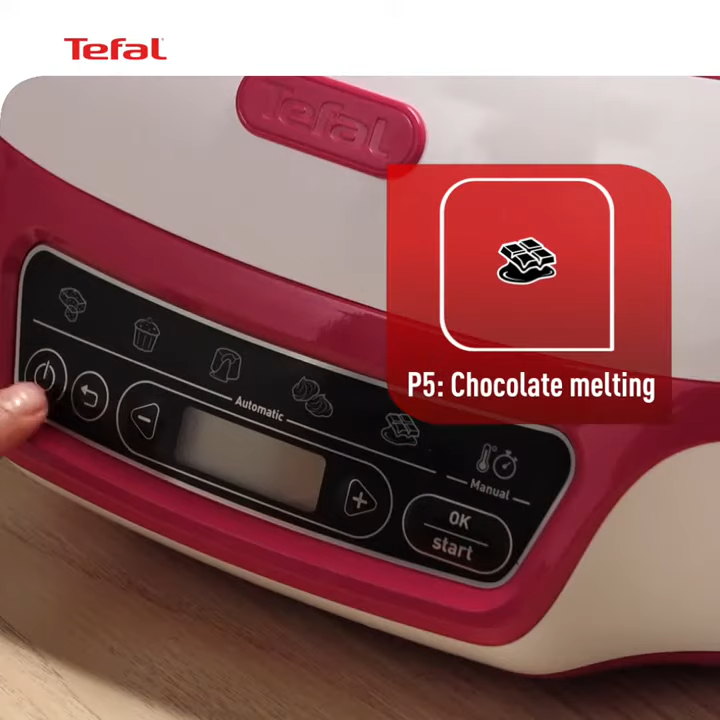 Tefal
Tefal
P5: Chocolate melting
Automatic
Manual
OK
start